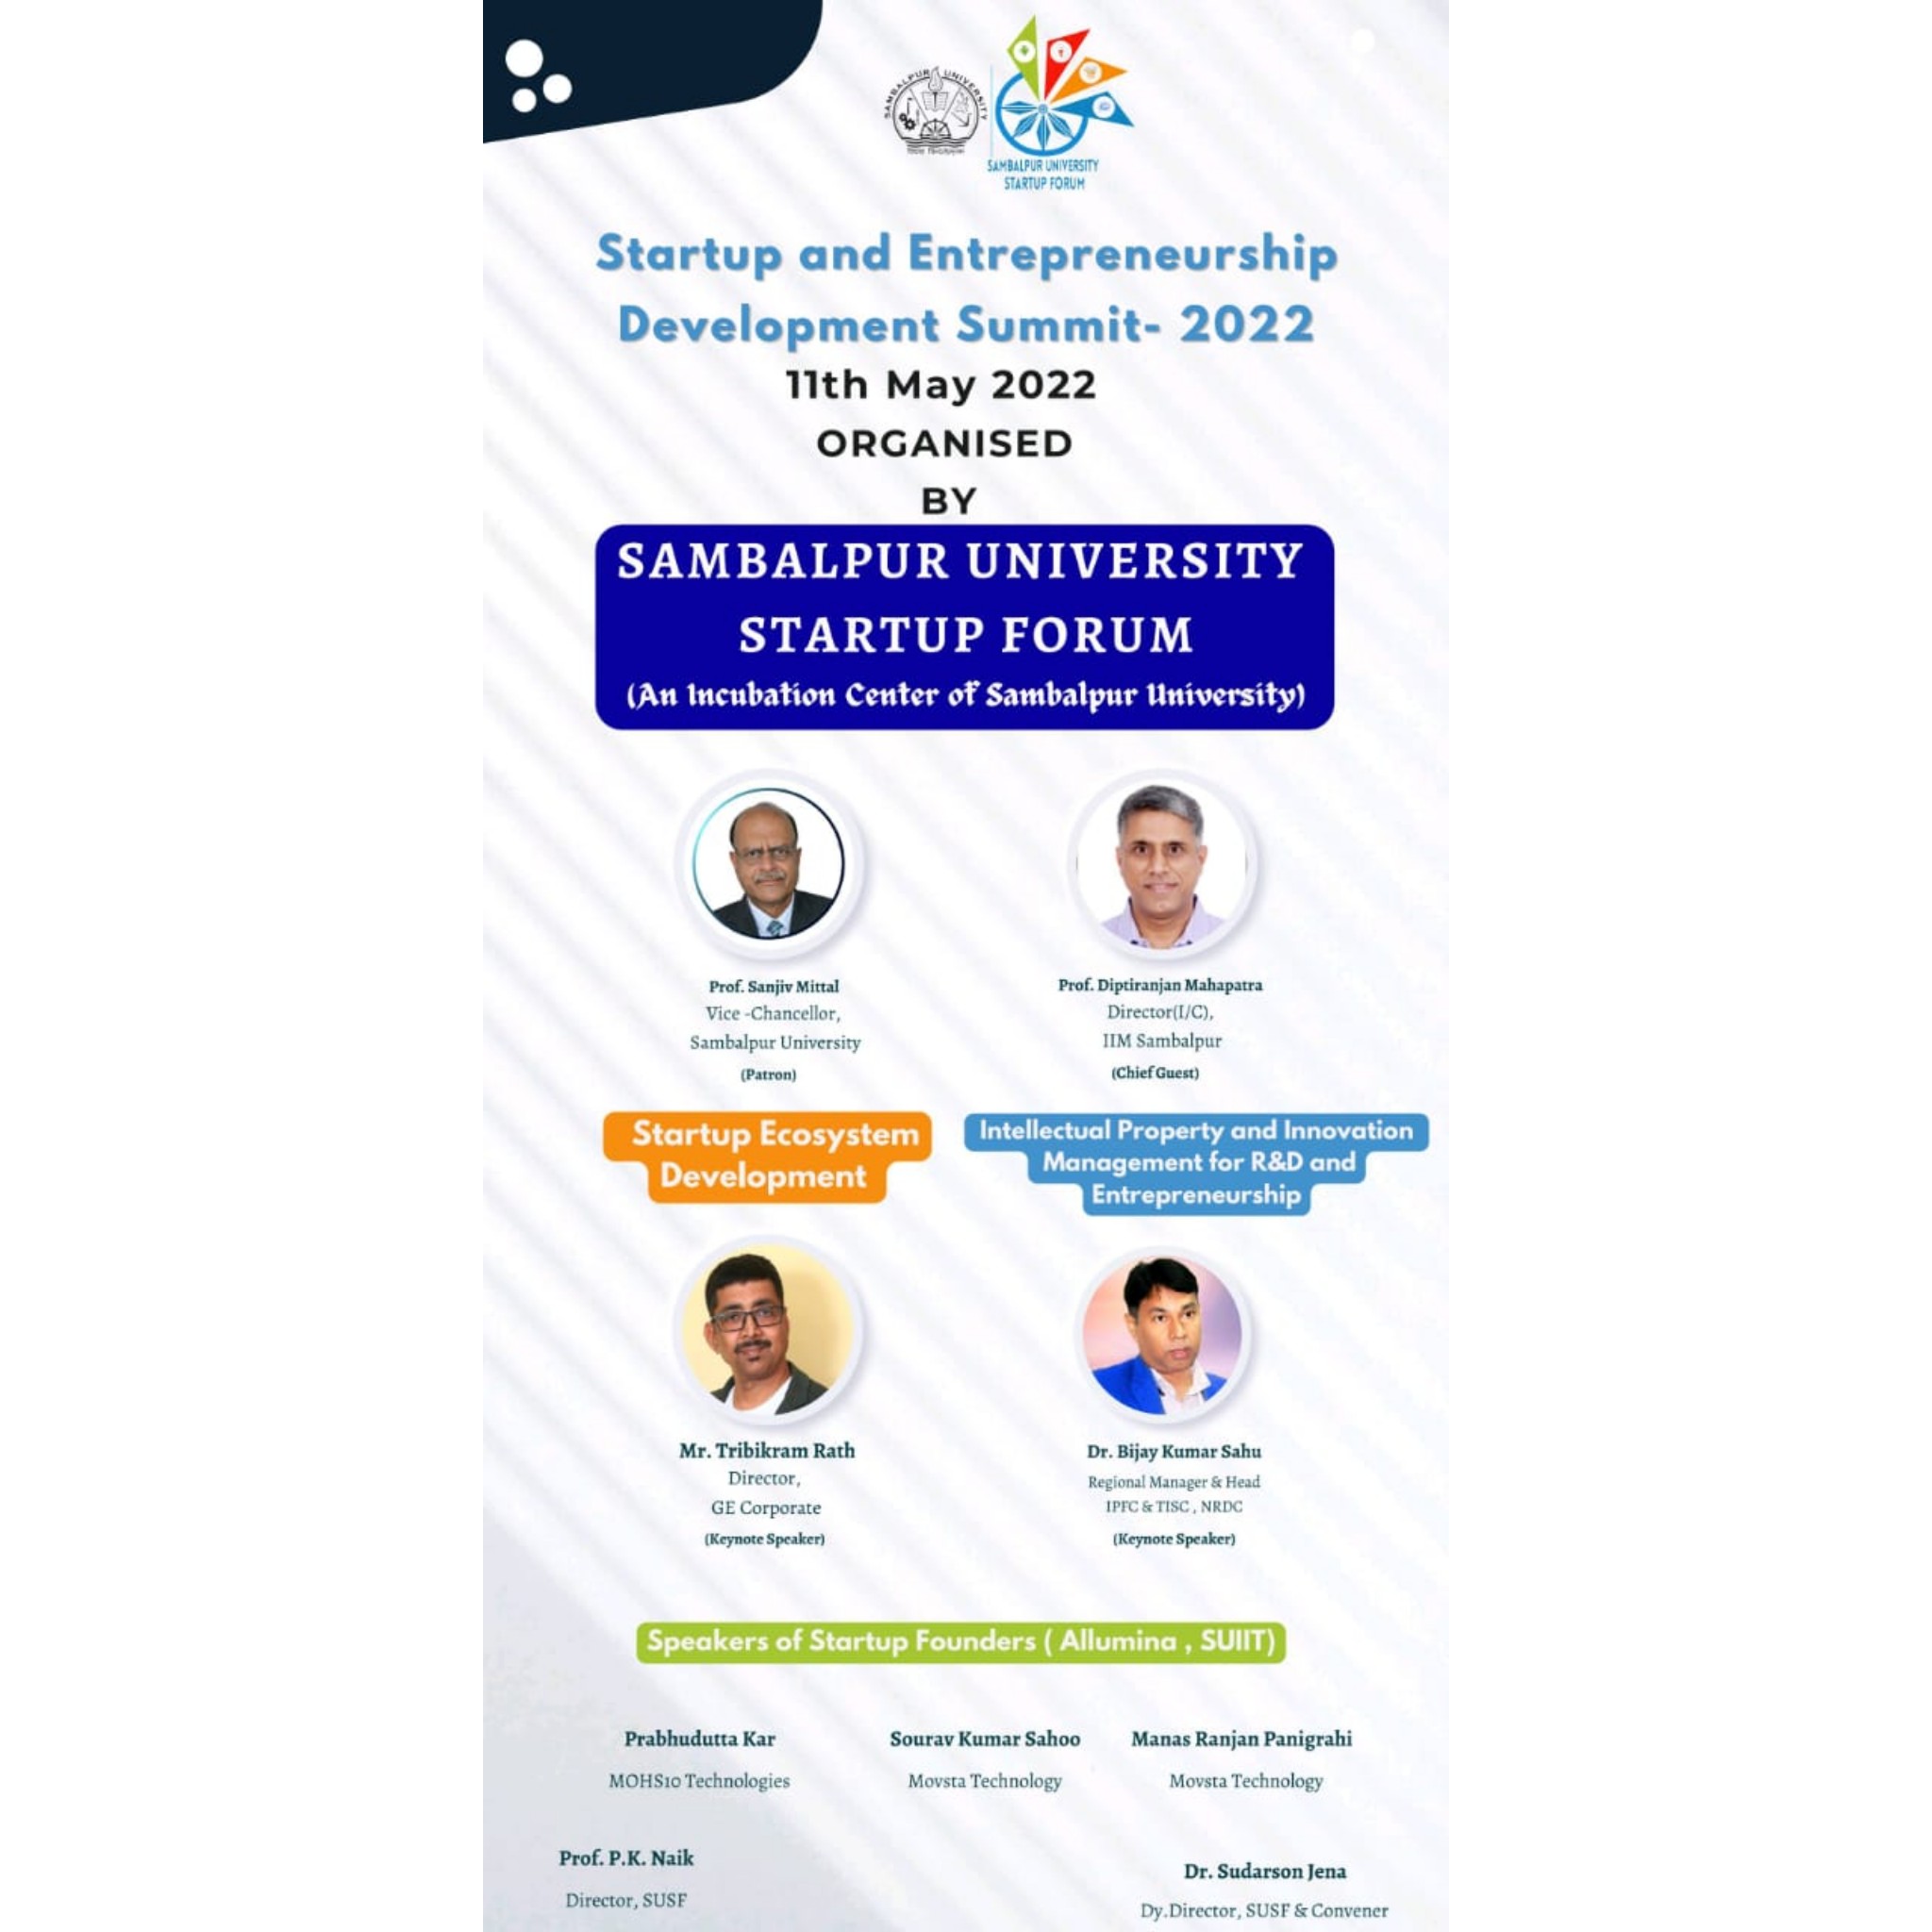 SAMBALPUR UNIVERSITY
SAMBALPUR UNIVERSITY
STARTUP FORUM
Startup and Entrepreneurship
Development Summit- 2022
11th May 2022
ORGANISED
BY
SAMBALPUR UNIVERSITY
STARTUP FORUM
(An Incubation Center of Sambalpur University)
Prof. Sanjiv Mittal
Vice -Chancellor,
Sambalpur University
(Patron)
Prof. Diptiranjan Mahapatra
Director(I/C),
IIM Sambalpur
(Chief Guest)
Startup Ecosystem
Development
Intellectual Property and Innovation
Management for R&D and
Entrepreneurship
Mr. Tribikram Rath
Director,
GE Corporate
(Keynote Speaker)
Dr. Bijay Kumar Sahu
Regional Manager & Head
IPFC & TISC , NRDC
(Keynote Speaker)
Speakers of Startup Founders ( Allumina , SUIIT)
Prabhudutta Kar
MOHS10 Technologies
Sourav Kumar Sahoo
Movsta Technology
Manas Ranjan Panigrahi
Movsta Technology
Prof. P.K. Naik
Director, SUSF
Dr. Sudarson Jena
Dy.Director, SUSF & Convener